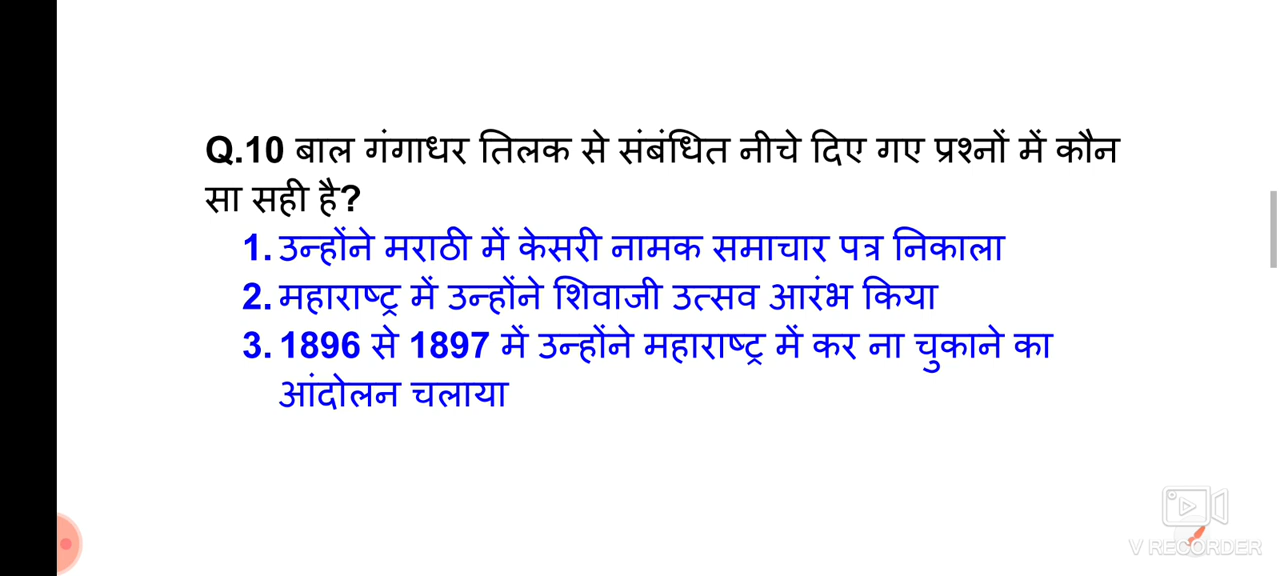 Q.10 बाल गंगाधर तिलक से संबंधित नीचे दिए गए प्रश्नों में कौन
सा सही है?
1. उन्होंने मराठी में केसरी नामक समाचार पत्र निकाला
2. महाराष्ट्र में उन्होंने शिवाजी उत्सव आरंभ किया
3. 1896 से 1897 में उन्होंने महाराष्ट्र में कर ना चुकाने का
आंदोलन चलाया
V RECORDER